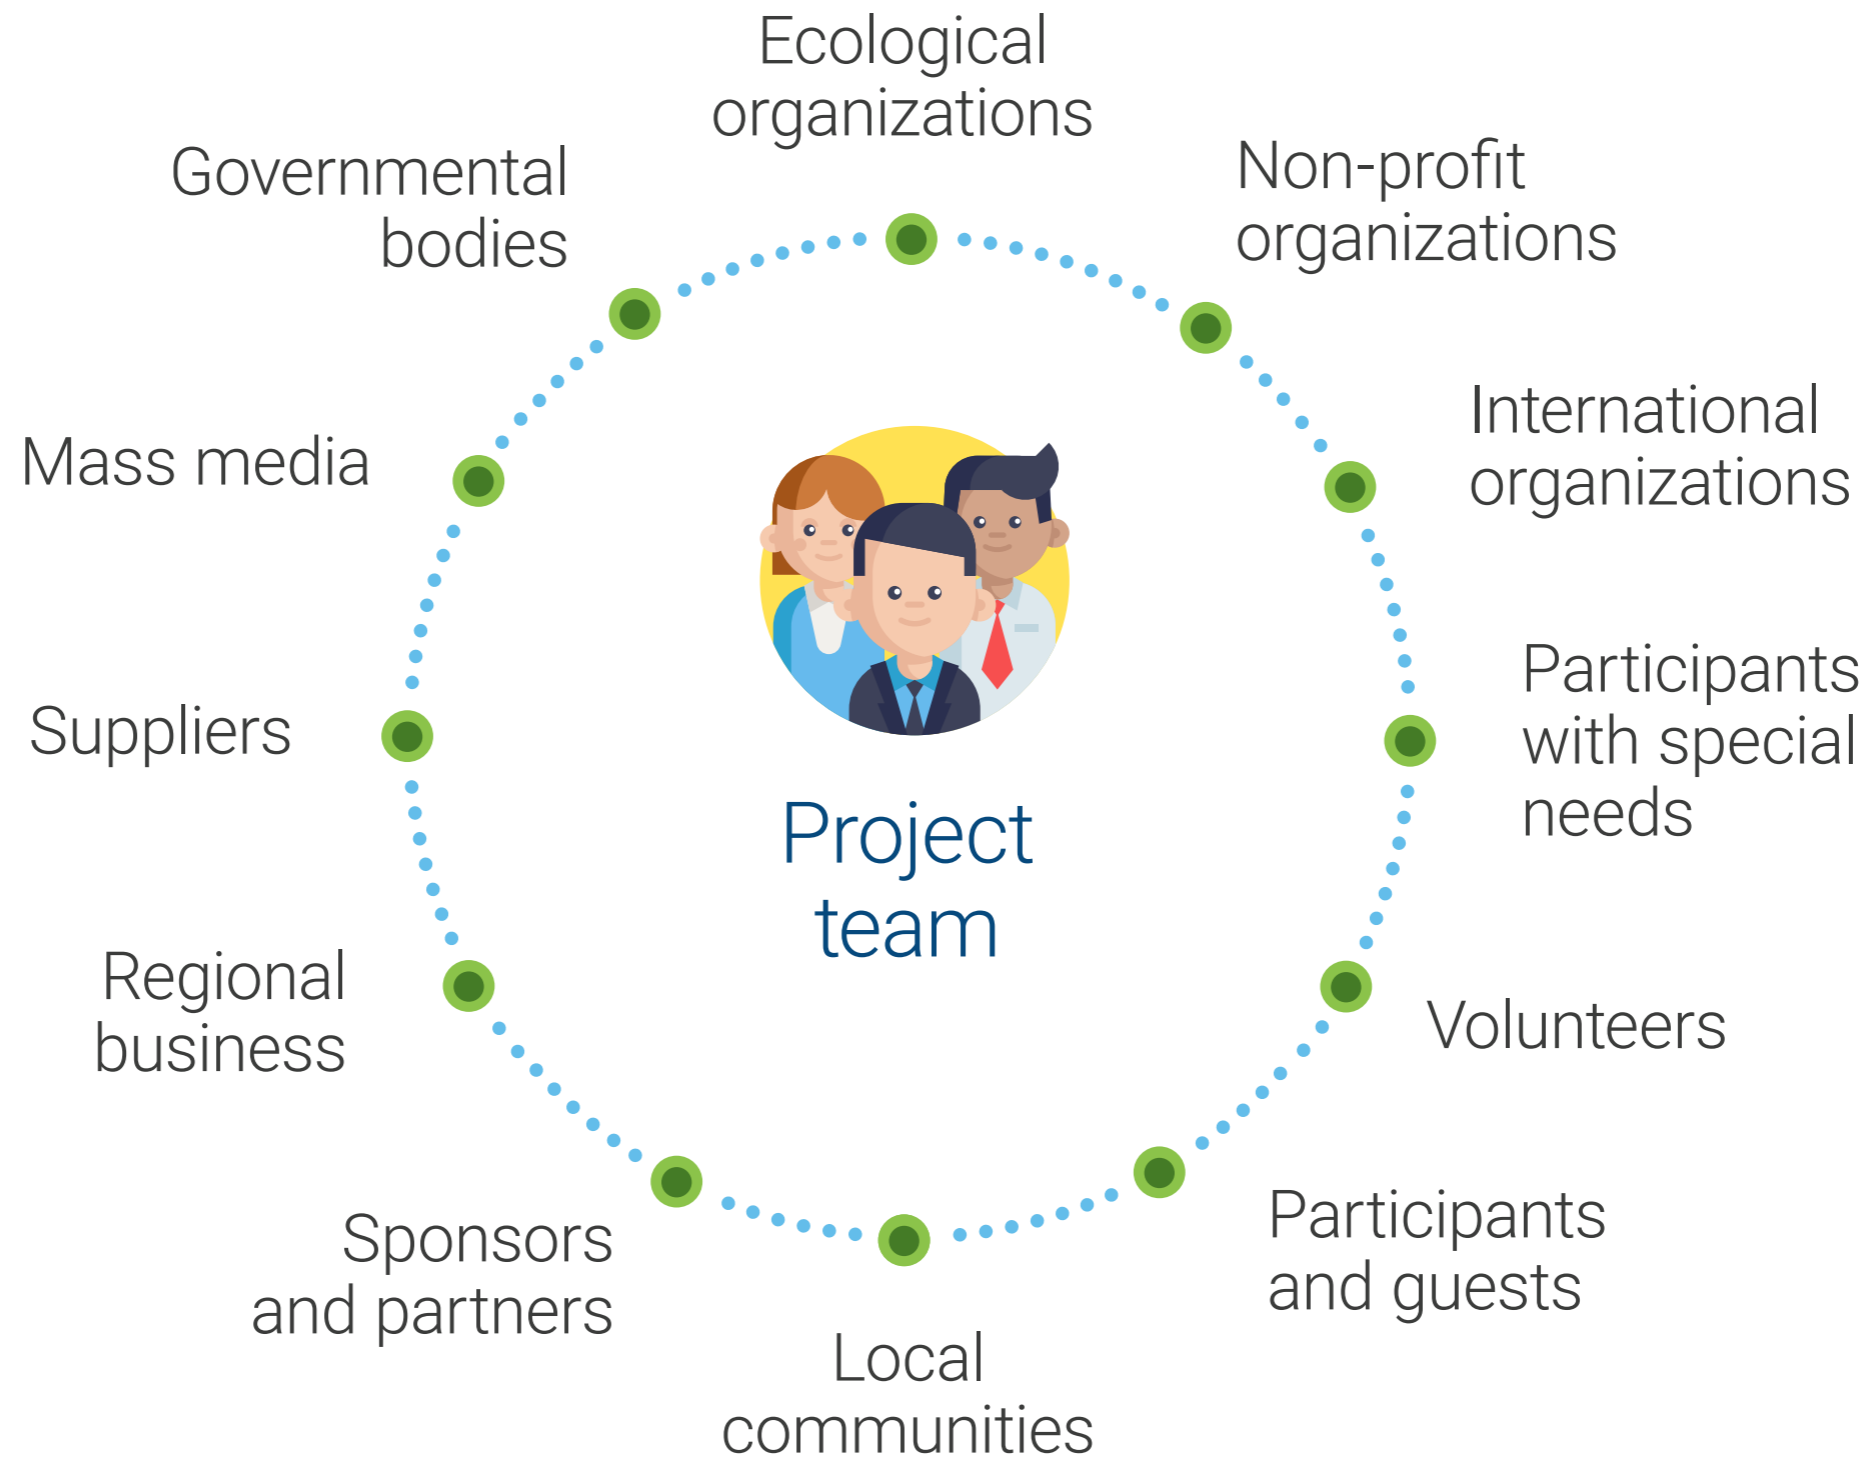 Ecological
organizations
Non-profit
organizations
International
organizations
Participants
with special
needs
Volunteers
Participants
and guests
Local
communities
Sponsors
and partners
Regional
business
Suppliers
Mass media
Governmental
bodies
Project
team